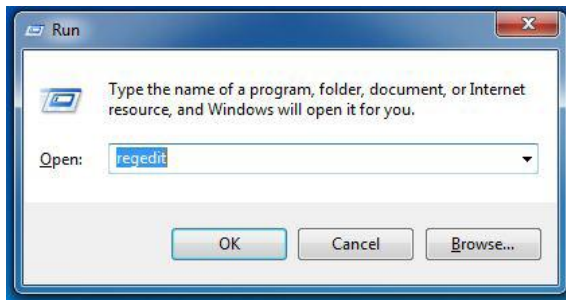 Run
Type the name of a program, folder, document, or Internet
resource, and Windows will open it for you.
Open: regedit
OK Cancel Browse...